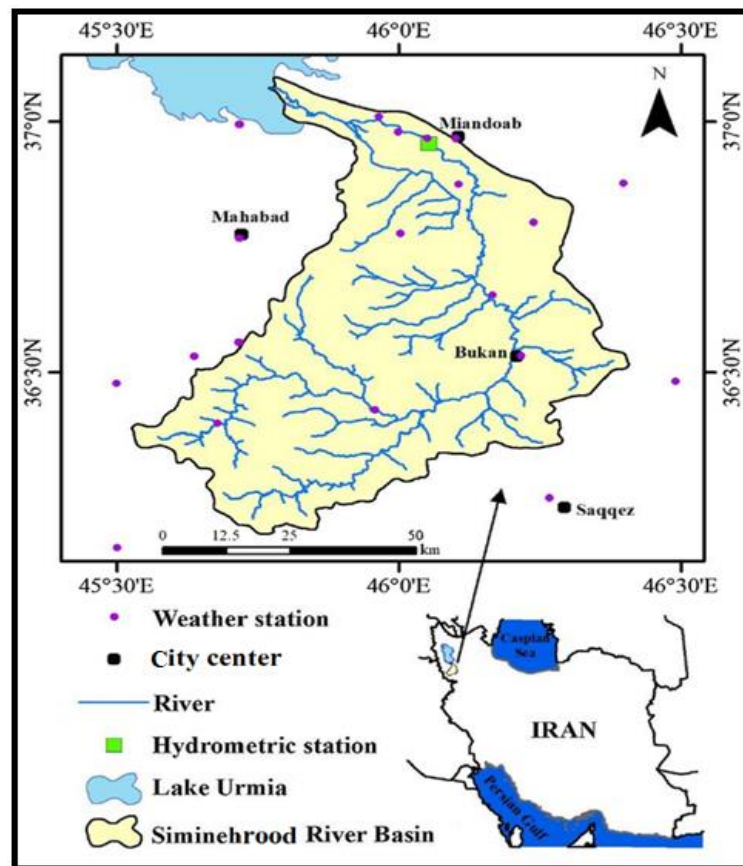 45°30'E 46°00'E 46°30'E
N
37°0'0"N 37°0'0"N
Miandoab
Mahabad
Bukan
36°30'N 36°30'N
Saqqez
0 12.5 25 50
km
45°30'E 46°00'E 46°30'E
Weather station
City center
River
Hydrometric station
Lake Urmia
Siminehrood River Basin
Caspian
Sea
IRAN
Persian Gulf